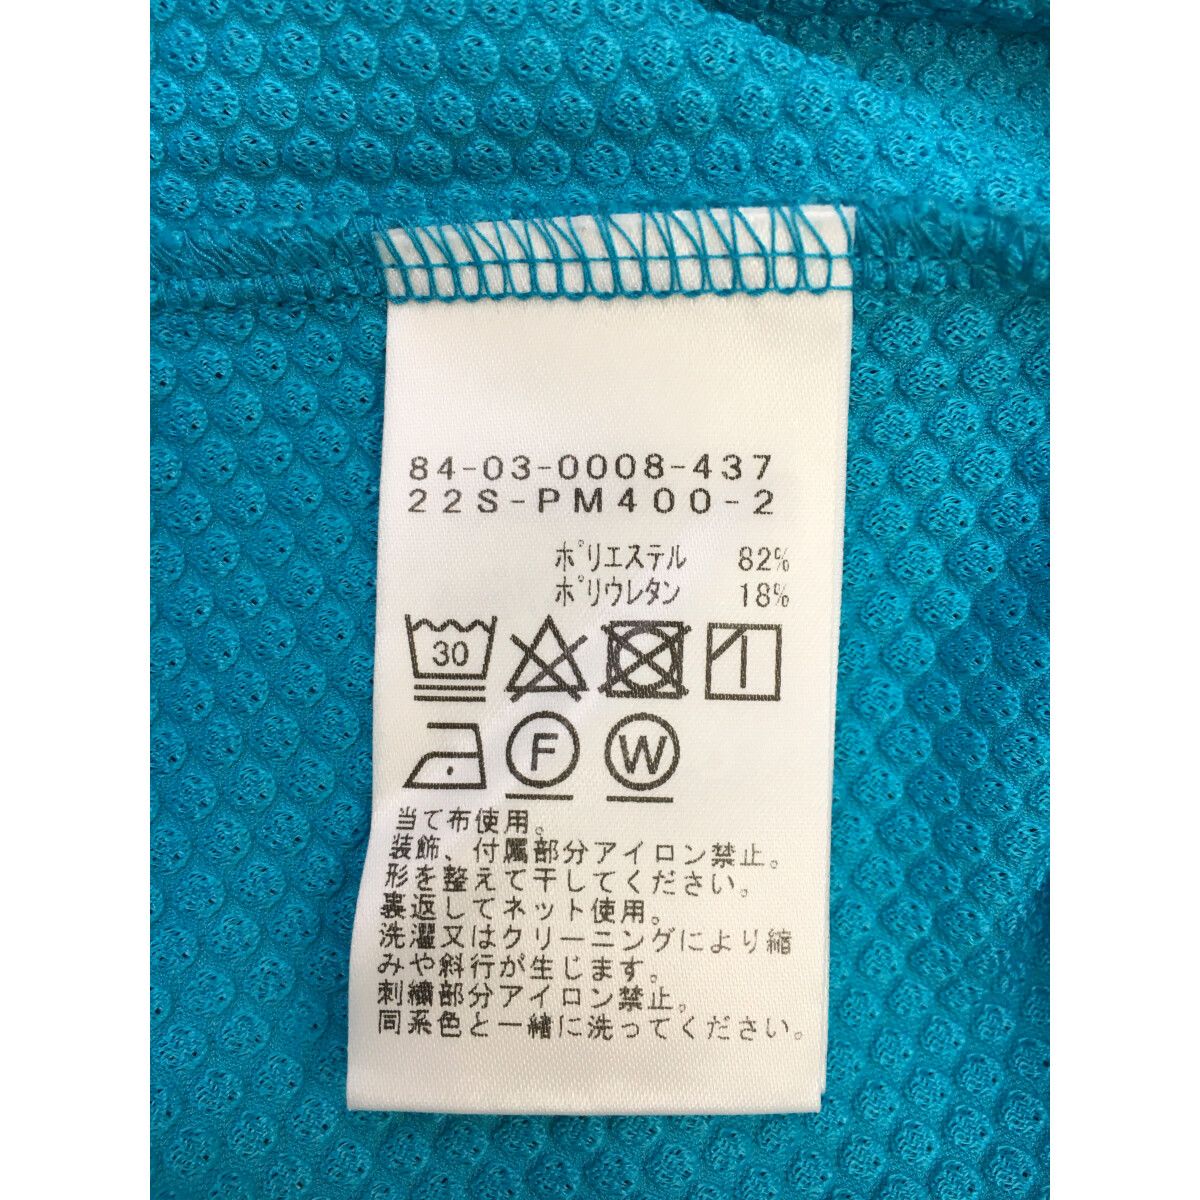 84-03-0008-437
22S-PM400-2
ポリエステル 82%
ポリウレタン 18%
30
F W
当て布使用。
装飾、付属部分アイロン禁止。
形を整えて干してください。
裏返してネット使用。
洗濯又はクリーニングにより縮
みや斜行が生じます。
刺繍部分アイロン禁止。
同系色と一緒に洗ってください。